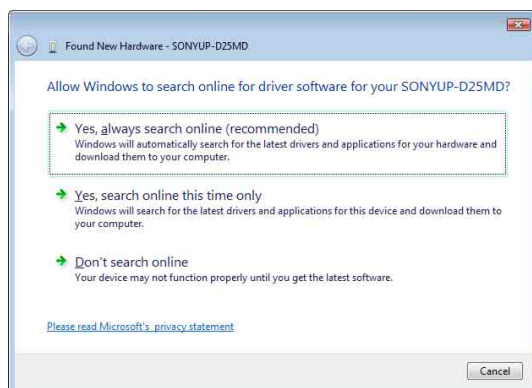 Found New Hardware - SONYUP-D25MD
Allow Windows to search online for driver software for your SONYUP-D25MD?
Yes, always search online (recommended)
Windows will automatically search for the latest drivers and applications for your hardware and
download them to your computer.
Yes, search online this time only
Windows will search for the latest drivers and applications for this device and download them to
your computer.
Don't search online
Your device may not function properly until you get the latest software.
Please read Microsoft's privacy statement
Cancel